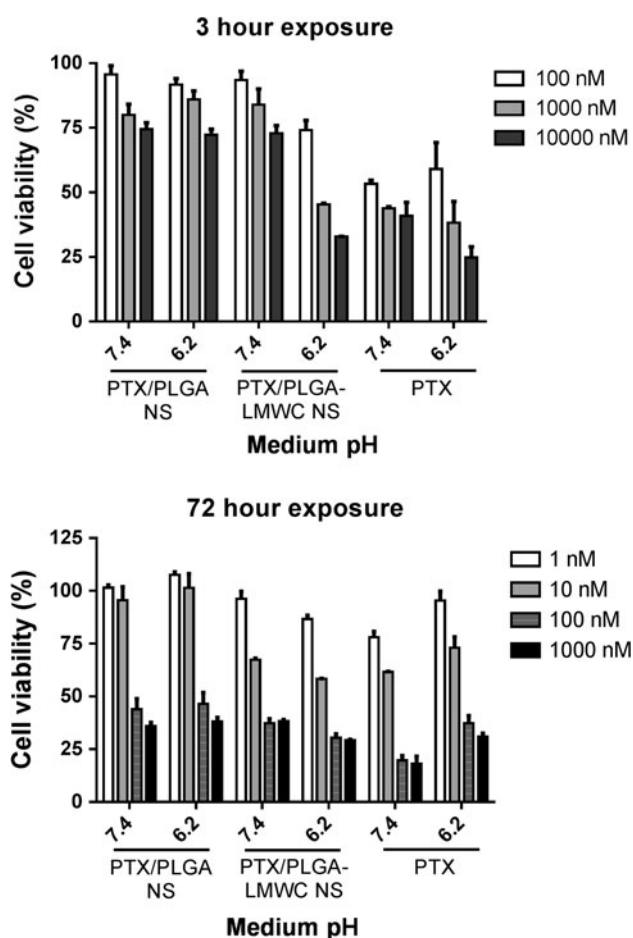 3 hour exposure
Cell viability (%)
100
75
50
25
0
100 nM
1000 nM
10000 nM
7.4 6.2 7.4 6.2 7.4 6.2
PTX/PLGA NS
PTX/PLGA-LMWC NS
PTX
Medium pH
72 hour exposure
Cell viability (%)
125
100
75
50
25
0
1 nM
10 nM
100 nM
1000 nM
7.4 6.2 7.4 6.2 7.4 6.2
PTX/PLGA NS
PTX/PLGA-LMWC NS
PTX
Medium pH